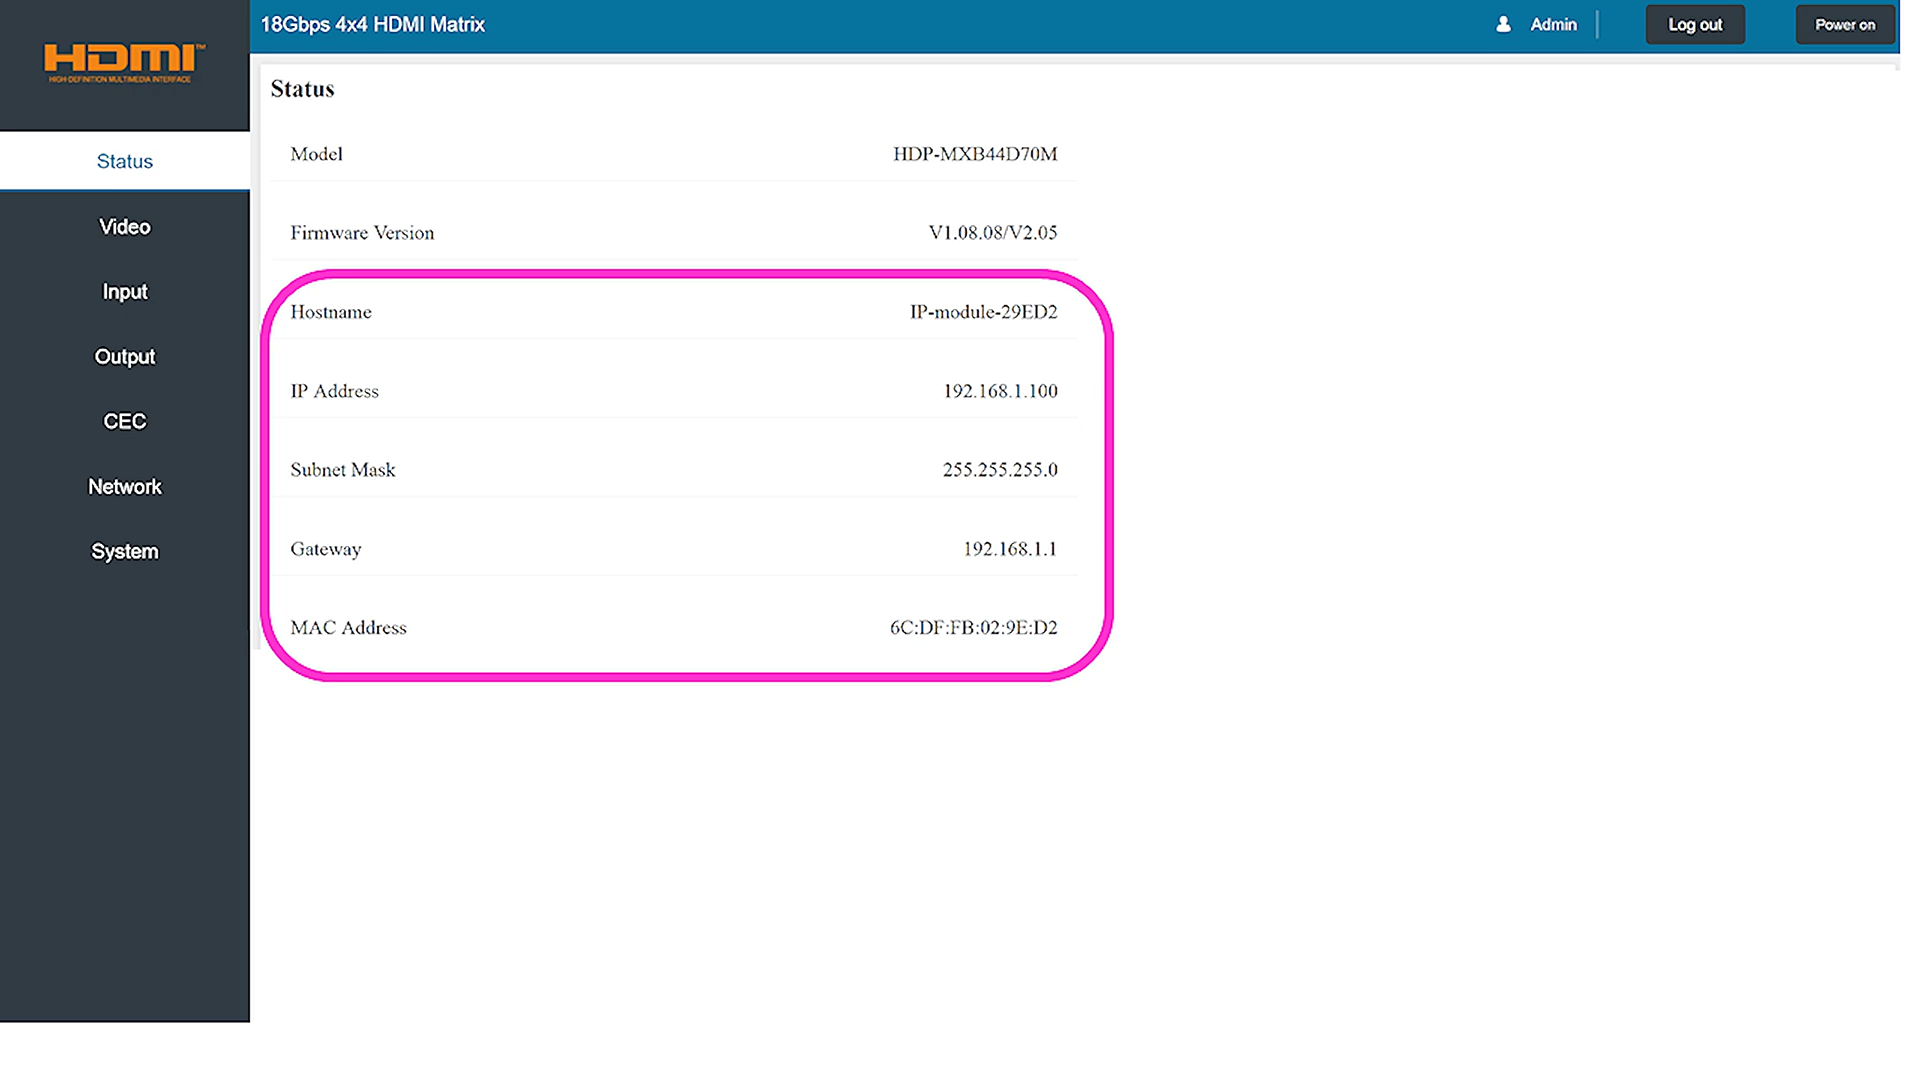 HDMI™
HIGH-DEFINITION MULTIMEDIA INTERFACE
18Gbps 4x4 HDMI Matrix
Admin
Log out
Power on
Status
Video
Input
Output
CEC
Network
System
Status
Model HDP-MXB44D70M
Firmware Version V1.08.08/V2.05
Hostname IP-module-29ED2
IP Address 192.168.1.100
Subnet Mask 255.255.255.0
Gateway 192.168.1.1
MAC Address 6C:DF:FB:02:9E:D2